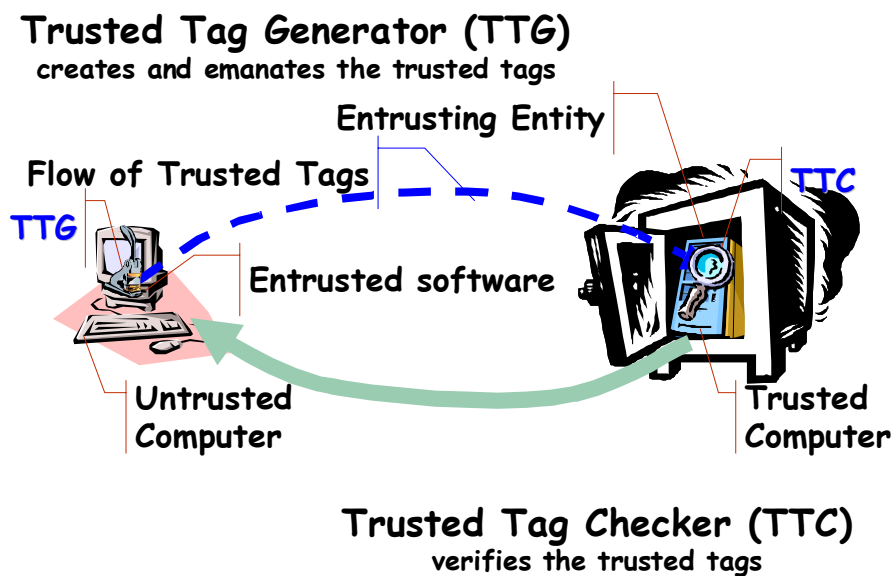 Trusted Tag Generator (TTG)
creates and emanates the trusted tags
Entrusting Entity
Flow of Trusted Tags
TTC
TTG
Entrusted software
Untrusted
Computer
Trusted
Computer
Trusted Tag Checker (TTC)
verifies the trusted tags